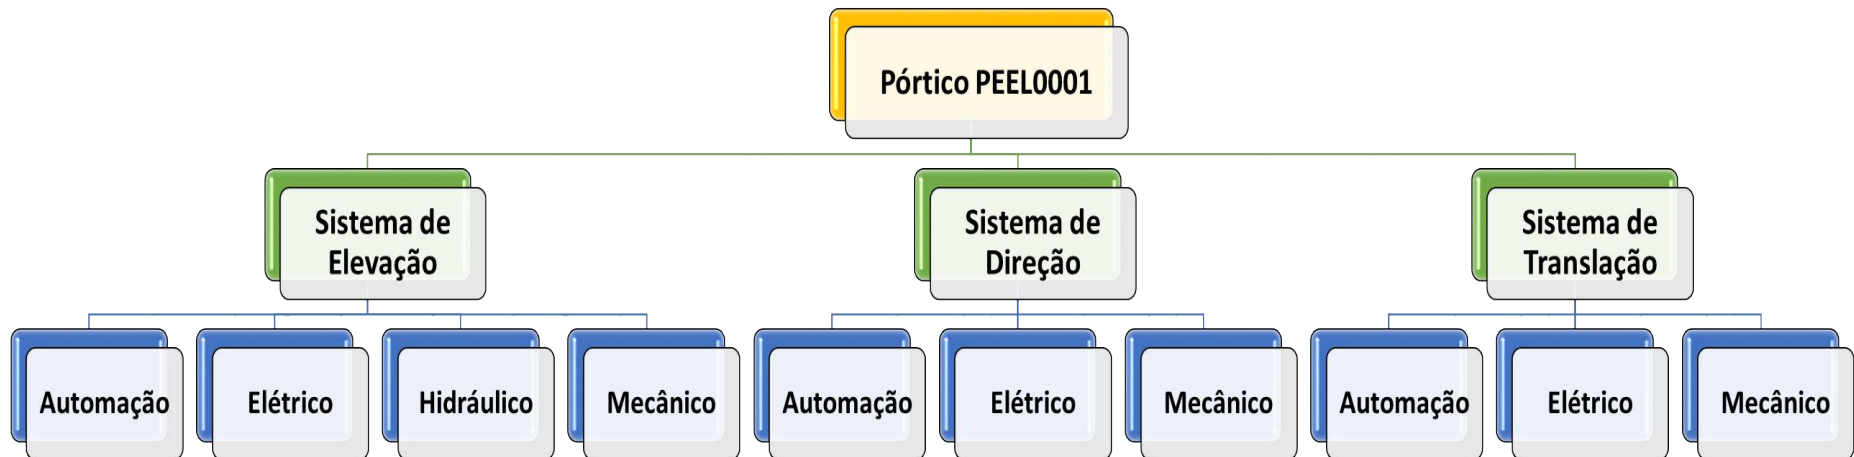 Pórtico PEEL0001
Sistema de
Elevação
Sistema de
Direção
Sistema de
Translação
Automação
Elétrico
Hidráulico
Mecânico
Automação
Elétrico
Mecânico
Automação
Elétrico
Mecânico